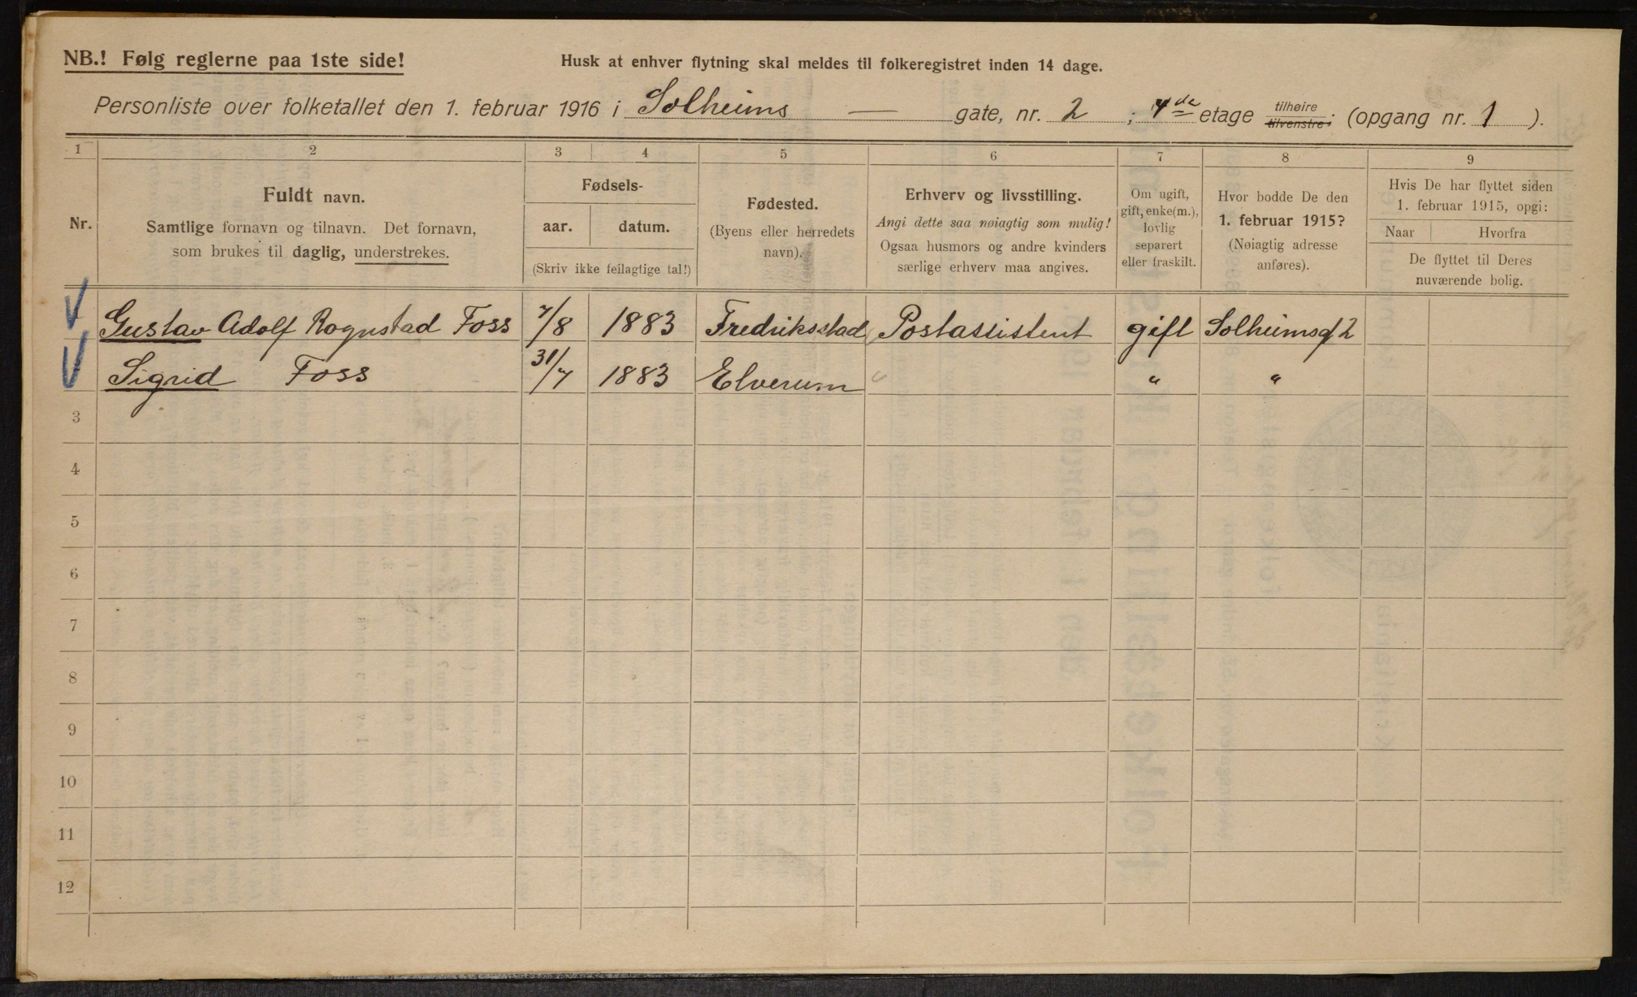 NB.! Følg reglerne paa 1ste side!
Husk at enhver flytning skal meldes til folkeregistret inden 14 dage.
Personliste over folketallet den 1. februar 1916 i Solheims — gate, nr. 2 ; 4de etage tilhøire tilvenstre; (opgang nr. 1 ).
1 2 3 4 5 6 7 8 9
Nr.
Fuldt navn.
Samtlige fornavn og tilnavn. Det fornavn,
som brukes til daglig, understrekes.
Fødsels-
aar. datum.
(Skriv ikke feilagtige tal!)
Fødested.
(Byens eller herredets
navn).
Erhverv og livsstilling.
Angi dette saa nøiagtig som mulig!
Ogsaa husmors og andre kvinders
særlige erhverv maa angives.
Om ugift,
gift, enke(m.),
lovlig
separert
eller fraskilt.
Hvor bodde De den
1. februar 1915?
(Nøiagtig adresse
anføres).
Hvis De har flyttet siden
1. februar 1915, opgi:
Naar Hvorfra
De flyttet til Deres
nuværende bolig.
Gustav Adolf Rognstad Foss 7/8 1883 Fredriksstad Postassistent gift Solheimsg 2
Sigrid Foss 31/7 1883 Elverum " " "
3
4
5
6
7
8
9
10
11
12